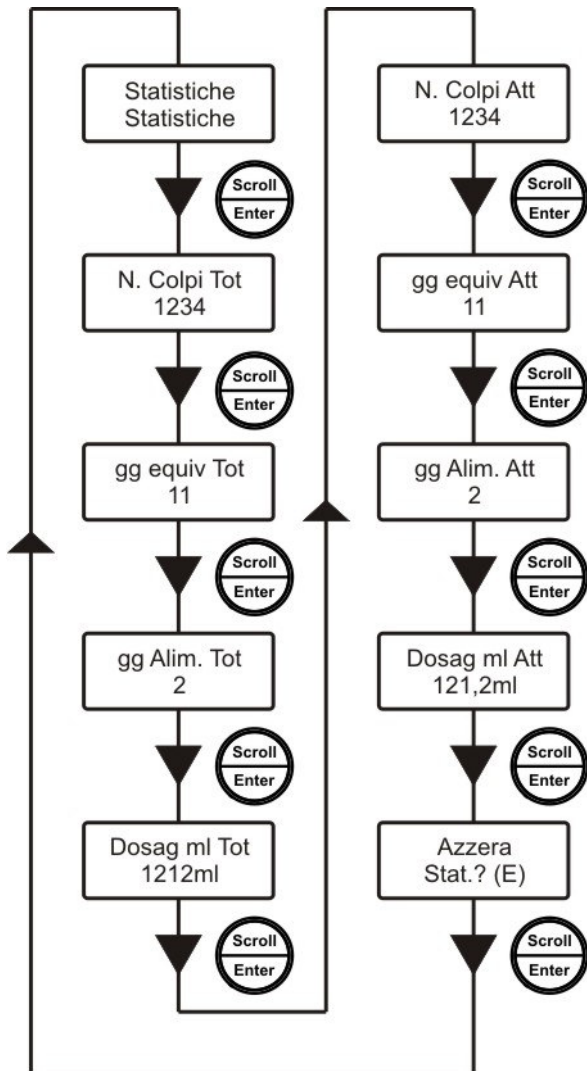 Statistiche
Statistiche
Scroll
Enter
N. Colpi Tot
1234
Scroll
Enter
gg equiv Tot
11
Scroll
Enter
gg Alim. Tot
2
Scroll
Enter
Dosag ml Tot
1212ml
Scroll
Enter
N. Colpi Att
1234
Scroll
Enter
gg equiv Att
11
Scroll
Enter
gg Alim. Att
2
Scroll
Enter
Dosag ml Att
121,2ml
Scroll
Enter
Azzera
Stat.? (E)
Scroll
Enter